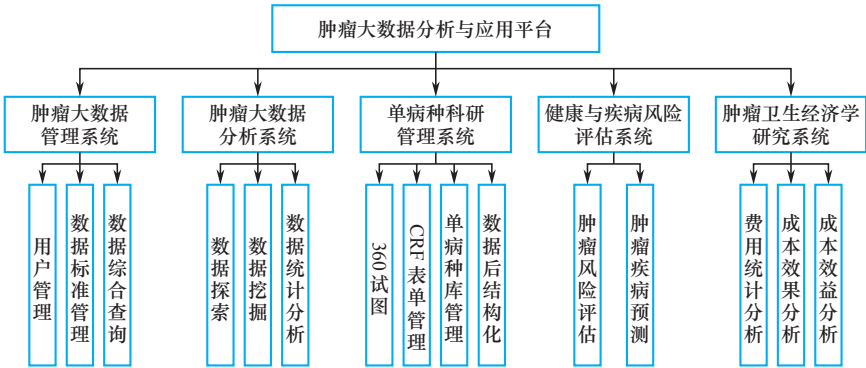 肿瘤大数据分析与应用平台
肿瘤大数据
管理系统
肿瘤大数据
分析系统
单病种科研
管理系统
健康与疾病风险
评估系统
肿瘤卫生经济学
研究系统
用户管理
数据标准管理
数据综合查询
数据探索
数据挖掘
数据统计分析
360试图
CRF表单管理
单病种库管理
数据后结构化
肿瘤风险评估
肿瘤疾病预测
费用统计分析
成本效果分析
成本效益分析